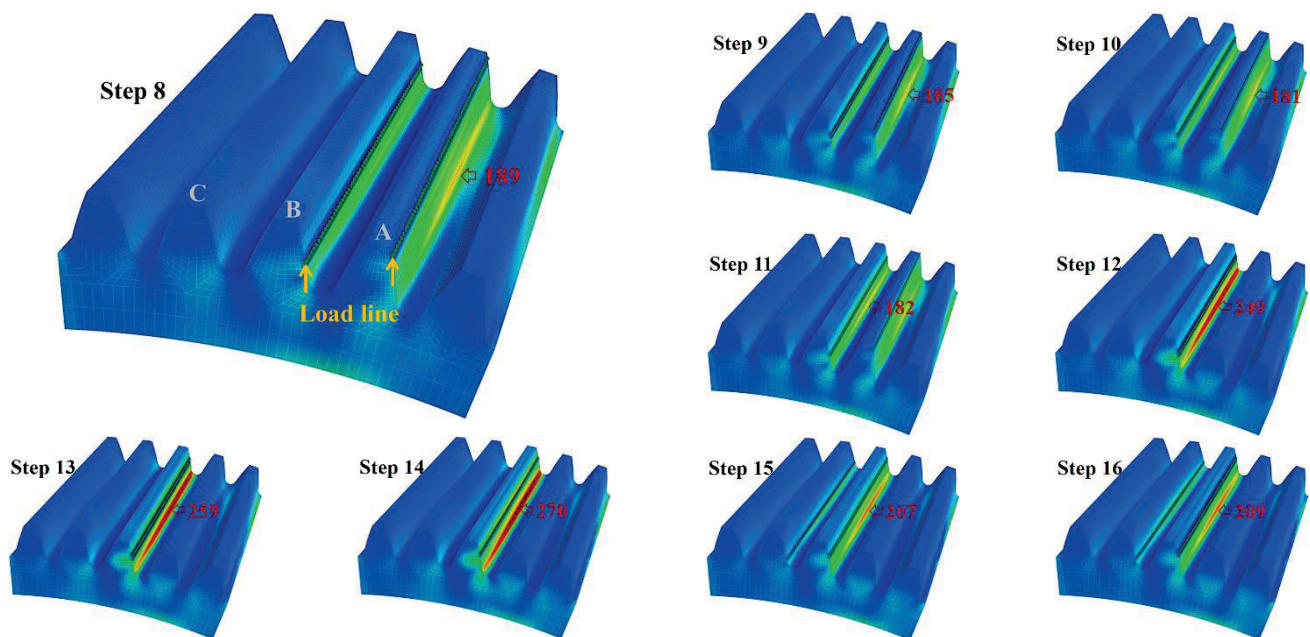 Step 8
C
B
A
189
Load line
Step 9
185
Step 10
181
Step 11
182
Step 12
249
Step 13
259
Step 14
270
Step 15
207
Step 16
209